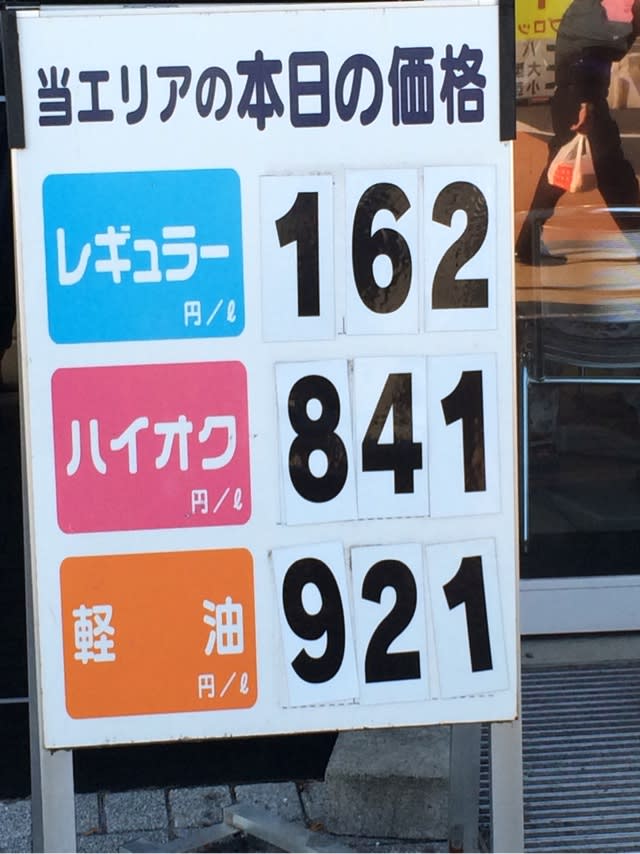 当エリアの本日の価格
レギュラー
円/ℓ
162
ハイオク
円/ℓ
841
軽油
円/ℓ
921